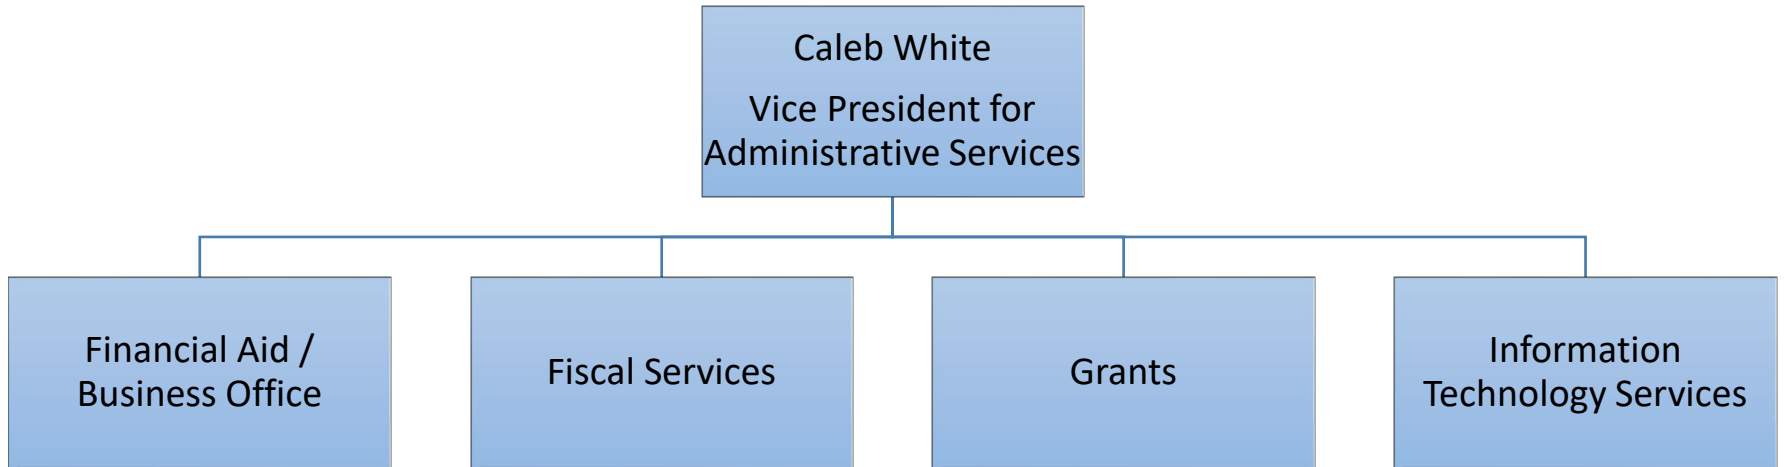 Caleb White
Vice President for
Administrative Services
Financial Aid /
Business Office
Fiscal Services
Grants
Information
Technology Services